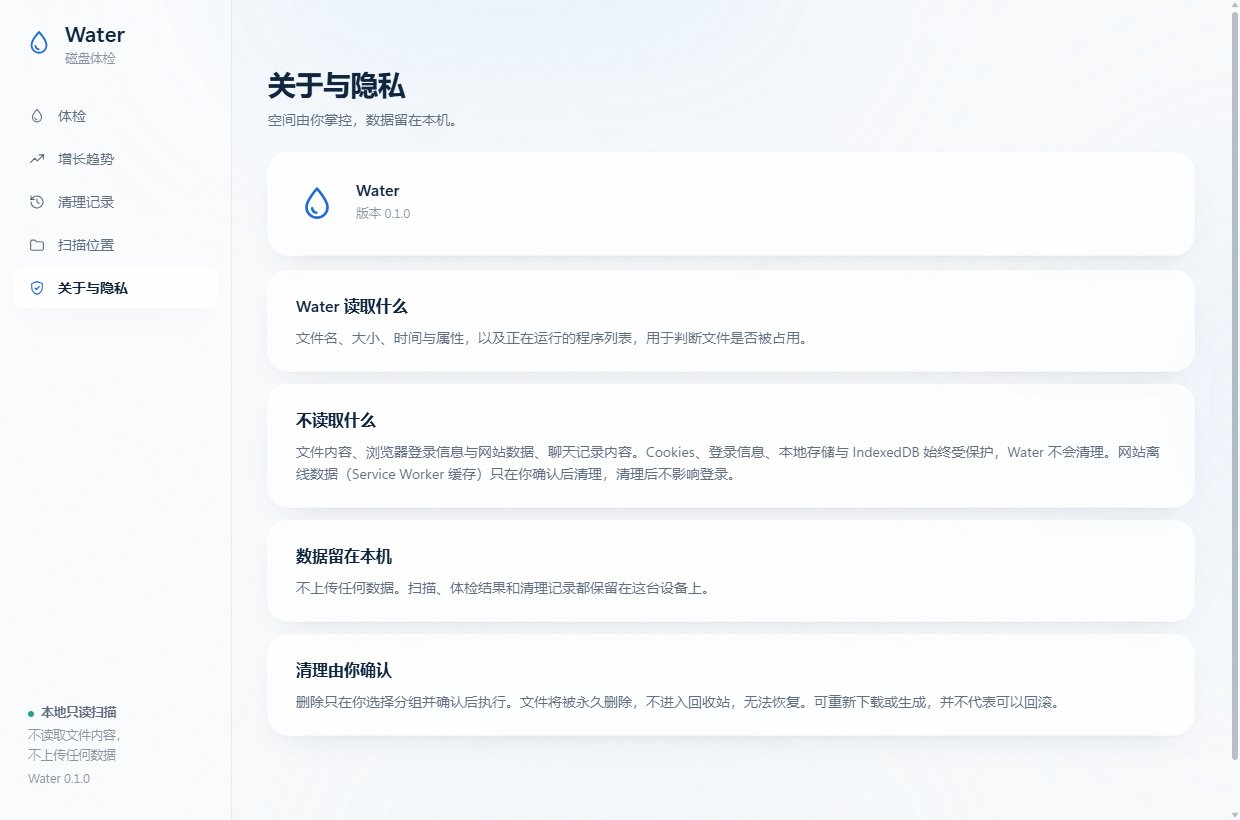 Water
磁盘体检
体检
增长趋势
清理记录
扫描位置
关于与隐私
本地只读扫描
不读取文件内容，
不上传任何数据
Water 0.1.0
关于与隐私
空间由你掌控，数据留在本机。
Water
版本 0.1.0
Water 读取什么
文件名、大小、时间与属性，以及正在运行的程序列表，用于判断文件是否被占用。
不读取什么
文件内容、浏览器登录信息与网站数据、聊天记录内容。Cookies、登录信息、本地存储与 IndexedDB 始终受保护，Water 不会清理。网站离
线数据（Service Worker 缓存）只在你确认后清理，清理后不影响登录。
数据留在本机
不上传任何数据。扫描、体检结果和清理记录都保留在这台设备上。
清理由你确认
删除只在你选择分组并确认后执行。文件将被永久删除，不进入回收站，无法恢复。可重新下载或生成，并不代表可以回滚。